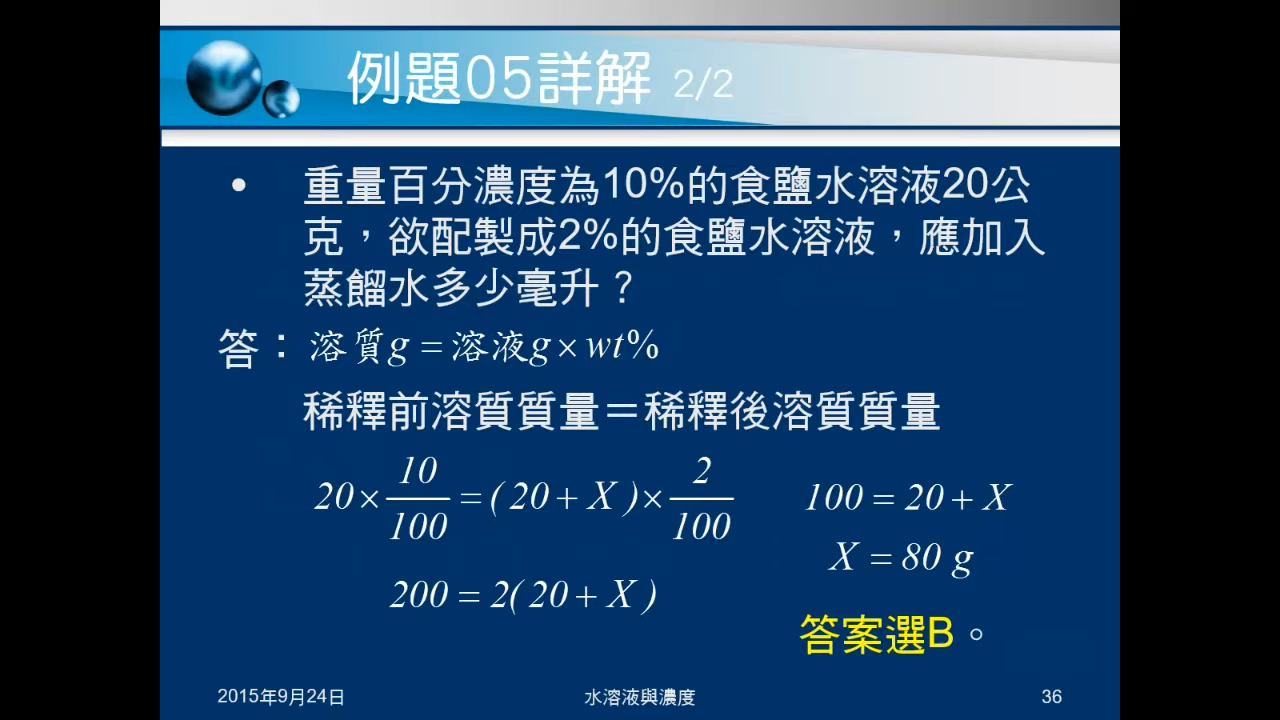 例題05詳解 2/2
• 重量百分濃度為10%的食鹽水溶液20公
克，欲配製成2%的食鹽水溶液，應加入
蒸餾水多少毫升？
答：溶質g＝溶液g×wt%
稀釋前溶質質量＝稀釋後溶質質量
20×10/100=(20+X)×2/100
200=2(20+X)
100=20+X
X=80 g
答案選B。
2015年9月24日
水溶液與濃度
36